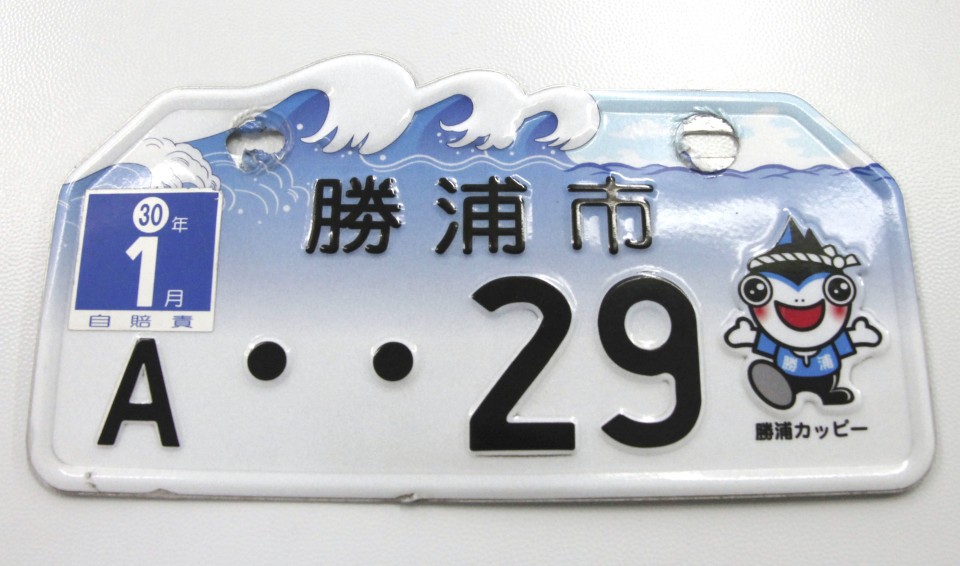 勝浦市
30年
1月
自賠責
A ・・29
勝浦
勝浦カッピー